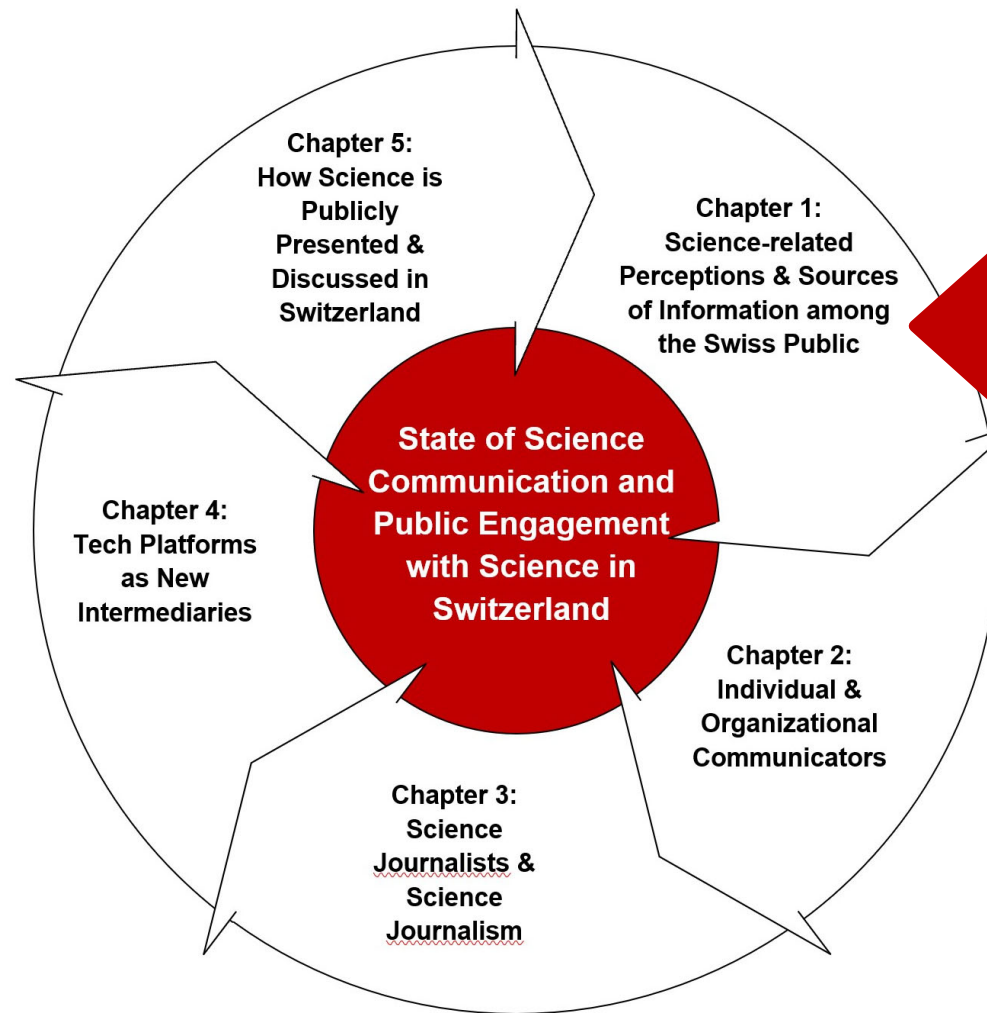 Chapter 5:
How Science is
Publicly
Presented &
Discussed in
Switzerland
Chapter 1:
Science-related
Perceptions & Sources
of Information among
the Swiss Public
State of Science
Communication and
Public Engagement
with Science in
Switzerland
Chapter 4:
Tech Platforms
as New
Intermediaries
Chapter 2:
Individual &
Organizational
Communicators
Chapter 3:
Science
Journalists &
Science
Journalism